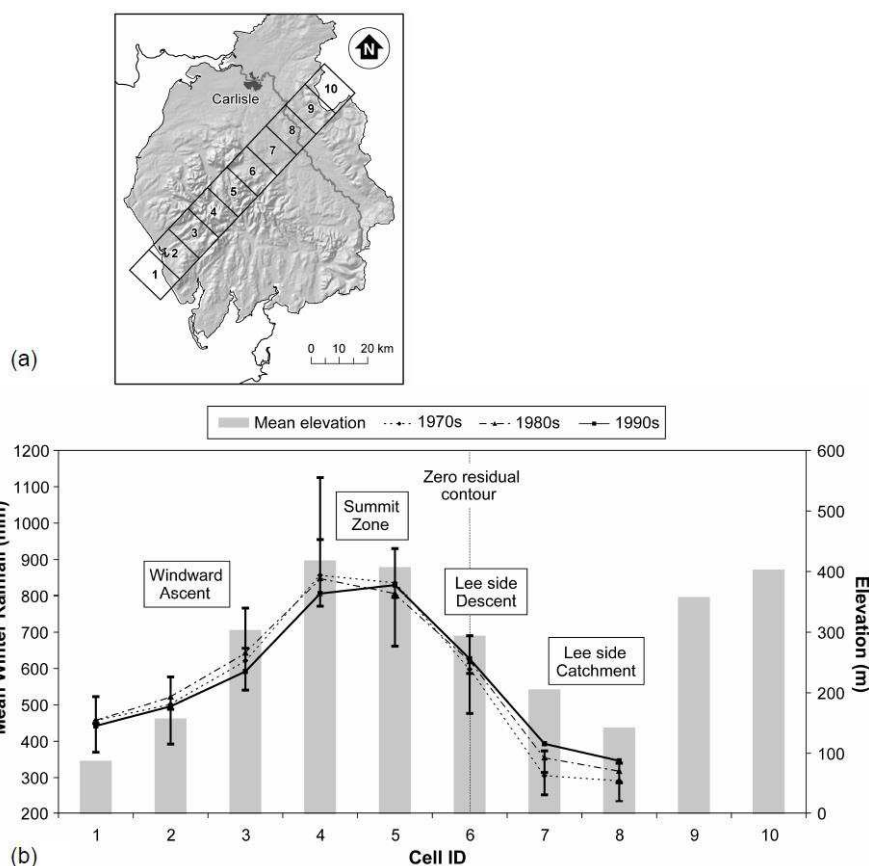 N
Carlisle
10
9
8
7
6
5
4
3
2
1
0 10 20 km
(a)
Mean elevation 1970s 1980s 1990s
1200
1100
1000
900
800
700
600
500
400
300
200
Mean Winter Rainfall (mm)
600
500
400
300
200
100
0
Elevation (m)
Zero residual
contour
Summit
Zone
Windward
Ascent
Lee side
Descent
Lee side
Catchment
1 2 3 4 5 6 7 8 9 10
Cell ID
(b)